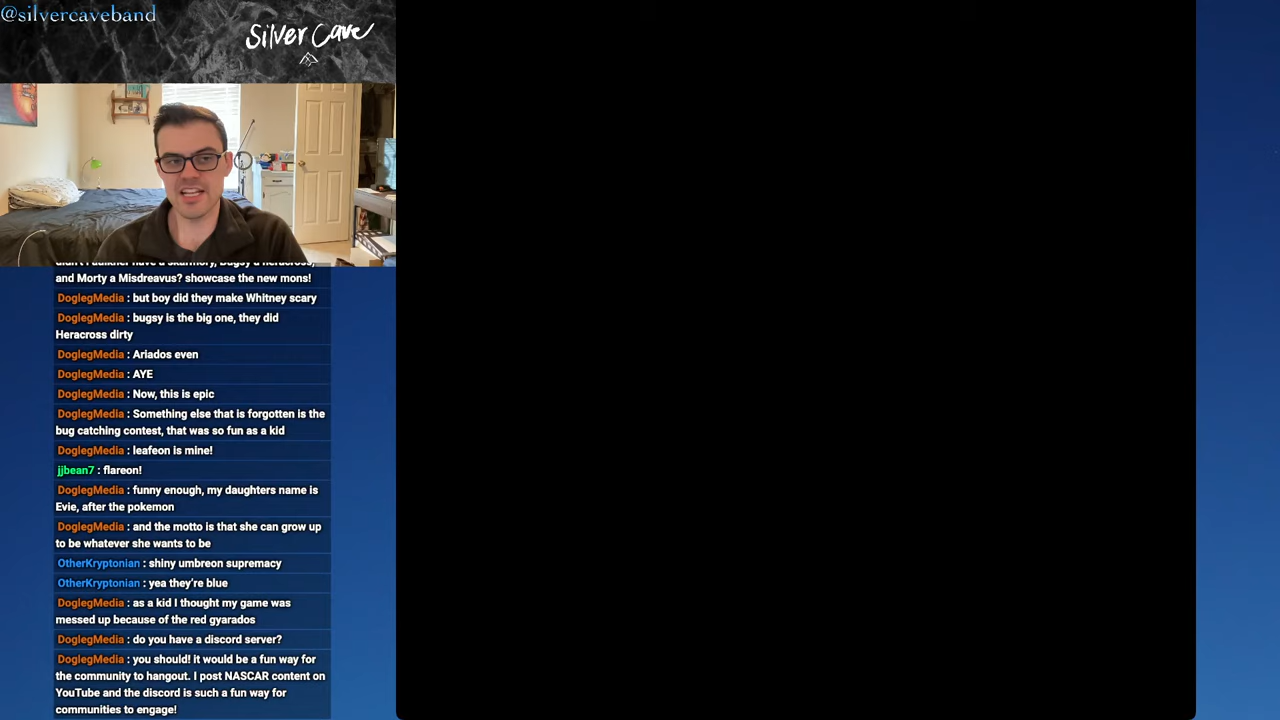 @silvercaveband
Silver Cave
didn't Faulkner have a skarmory, Bugsy a heracross,
and Morty a Misdreavus? showcase the new mons!
DoglegMedia : but boy did they make Whitney scary
DoglegMedia : bugsy is the big one, they did
Heracross dirty
DoglegMedia : Ariados even
DoglegMedia : AYE
DoglegMedia : Now, this is epic
DoglegMedia : Something else that is forgotten is the
bug catching contest, that was so fun as a kid
DoglegMedia : leafeon is mine!
jjbean7 : flareon!
DoglegMedia : funny enough, my daughters name is
Evie, after the pokemon
DoglegMedia : and the motto is that she can grow up
to be whatever she wants to be
OtherKryptonian : shiny umbreon supremacy
OtherKryptonian : yea they're blue
DoglegMedia : as a kid I thought my game was
messed up because of the red gyarados
DoglegMedia : do you have a discord server?
DoglegMedia : you should! it would be a fun way for
the community to hangout. I post NASCAR content on
YouTube and the discord is such a fun way for
communities to engage!